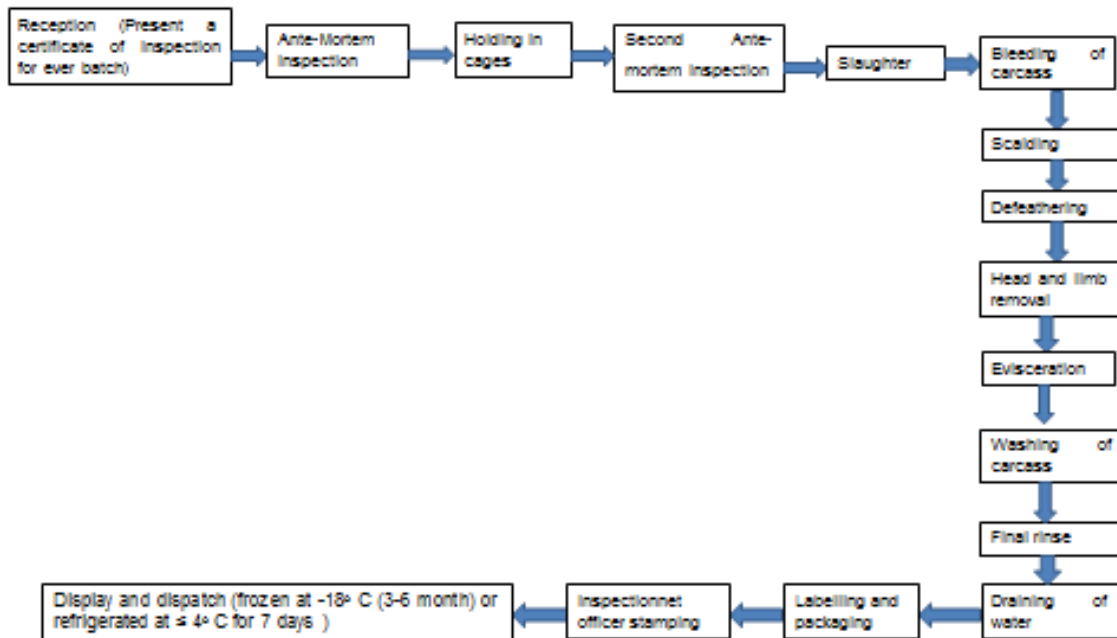 Reception (Present a
certificate of Inspection
for ever batch)
Ante-Mortem
Inspection
Holding in
cages
Second Ante-
mortem Inspection
Slaughter
Bleeding of
carcass
Scalding
Defeathering
Head and limb
removal
Evisceration
Washing of
carcass
Final rinse
Draining of
water
Labelling and
packaging
Inspectionnet
officer stamping
Display and dispatch (frozen at -18° C (3-6 month) or
refrigerated at ≤ 4° C for 7 days )